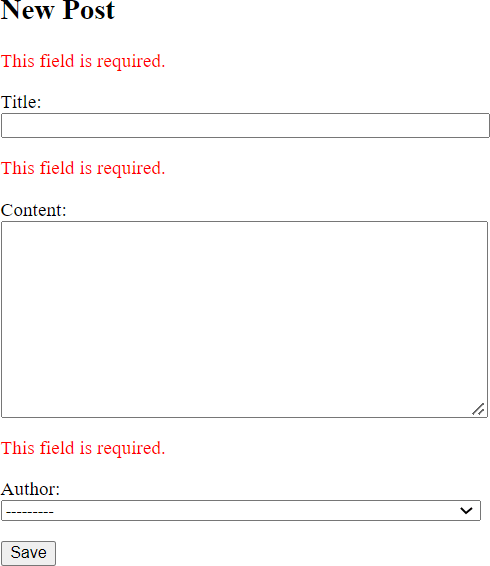 New Post
This field is required.
Title:
This field is required.
Content:
This field is required.
Author:
---------
Save